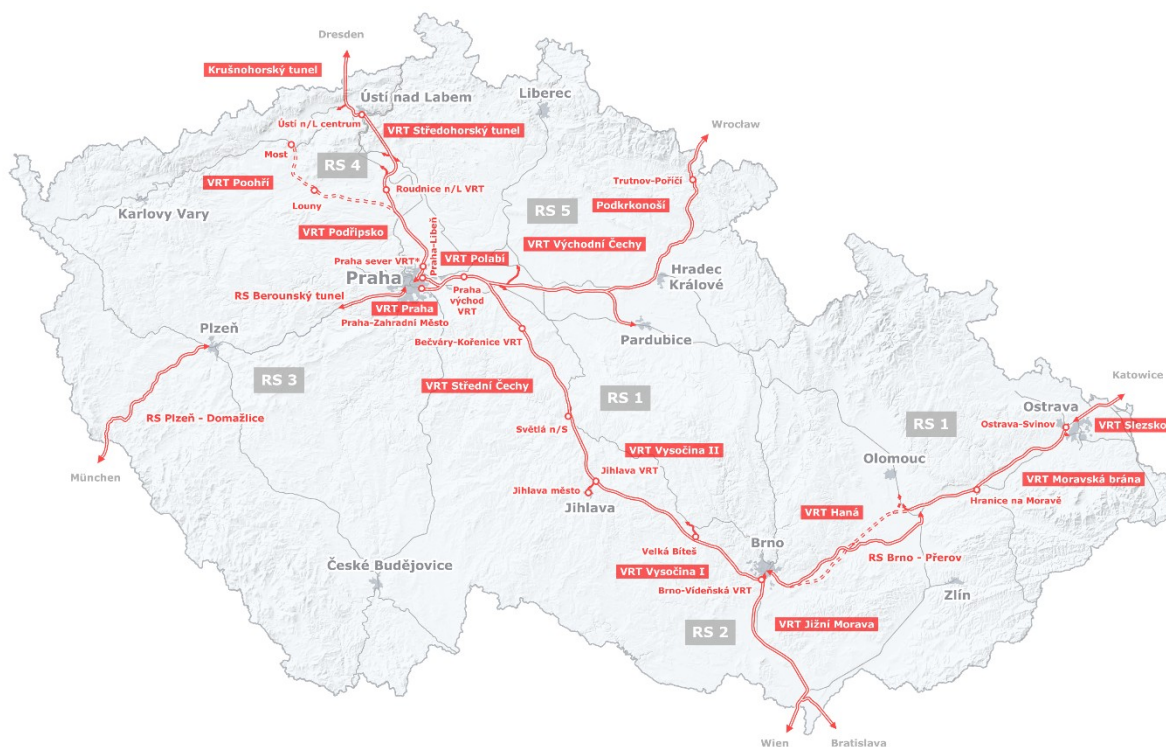 Dresden
Krušnohorský tunel
Ústí nad Labem
Liberec
Ústí n/L centrum
VRT Středohorský tunel
Wrocław
Most
RS 4
VRT Poohří
Roudnice n/L VRT
Trutnov-Poříčí
Louny
Karlovy Vary
RS 5
Podkrkonoší
VRT Podřipsko
Praha-Libeň
VRT Východní Čechy
Praha sever VRT*
VRT Polabí
Praha
Hradec
Králové
RS Berounský tunel
Praha
východ
VRT
VRT Praha
Praha-Zahradní Město
Plzeň
Bečváry-Kořenice VRT
Pardubice
RS 3
VRT Střední Čechy
RS 1
Katowice
RS Plzeň - Domažlice
Světlá n/S
RS 1
Ostrava
Ostrava-Svinov
VRT Slezsko
VRT Vysočina II
München
Jihlava VRT
Olomouc
VRT Moravská brána
Jihlava město
Jihlava
Hranice na Moravě
VRT Haná
Velká Bíteš
Brno
RS Brno - Přerov
České Budějovice
VRT Vysočina I
Brno-Vídeňská VRT
Zlín
RS 2
VRT Jižní Morava
Wien
Bratislava